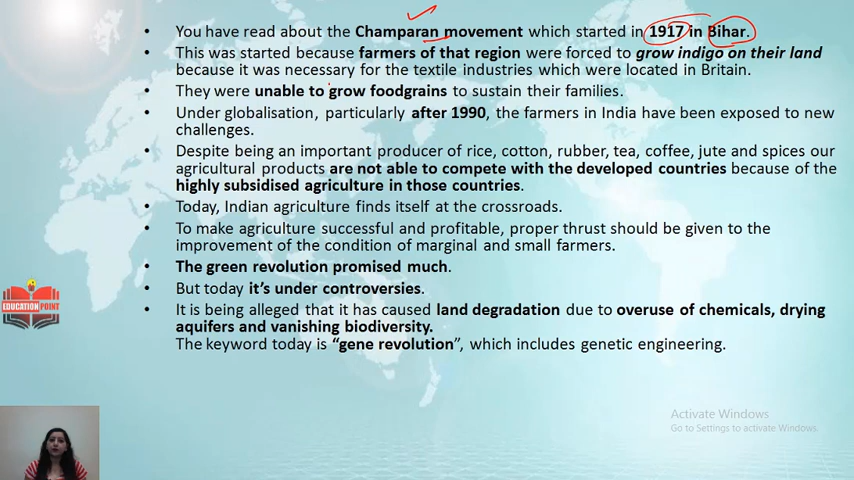 • You have read about the Champaran movement which started in 1917 in Bihar.
• This was started because farmers of that region were forced to grow indigo on their land
because it was necessary for the textile industries which were located in Britain.
• They were unable to grow foodgrains to sustain their families.
• Under globalisation, particularly after 1990, the farmers in India have been exposed to new
challenges.
• Despite being an important producer of rice, cotton, rubber, tea, coffee, jute and spices our
agricultural products are not able to compete with the developed countries because of the
highly subsidised agriculture in those countries.
• Today, Indian agriculture finds itself at the crossroads.
• To make agriculture successful and profitable, proper thrust should be given to the
improvement of the condition of marginal and small farmers.
• The green revolution promised much.
• But today it’s under controversies.
• It is being alleged that it has caused land degradation due to overuse of chemicals, drying
aquifers and vanishing biodiversity.
The keyword today is “gene revolution”, which includes genetic engineering.
EDUCATION POINT
Activate Windows
Go to Settings to activate Windows.